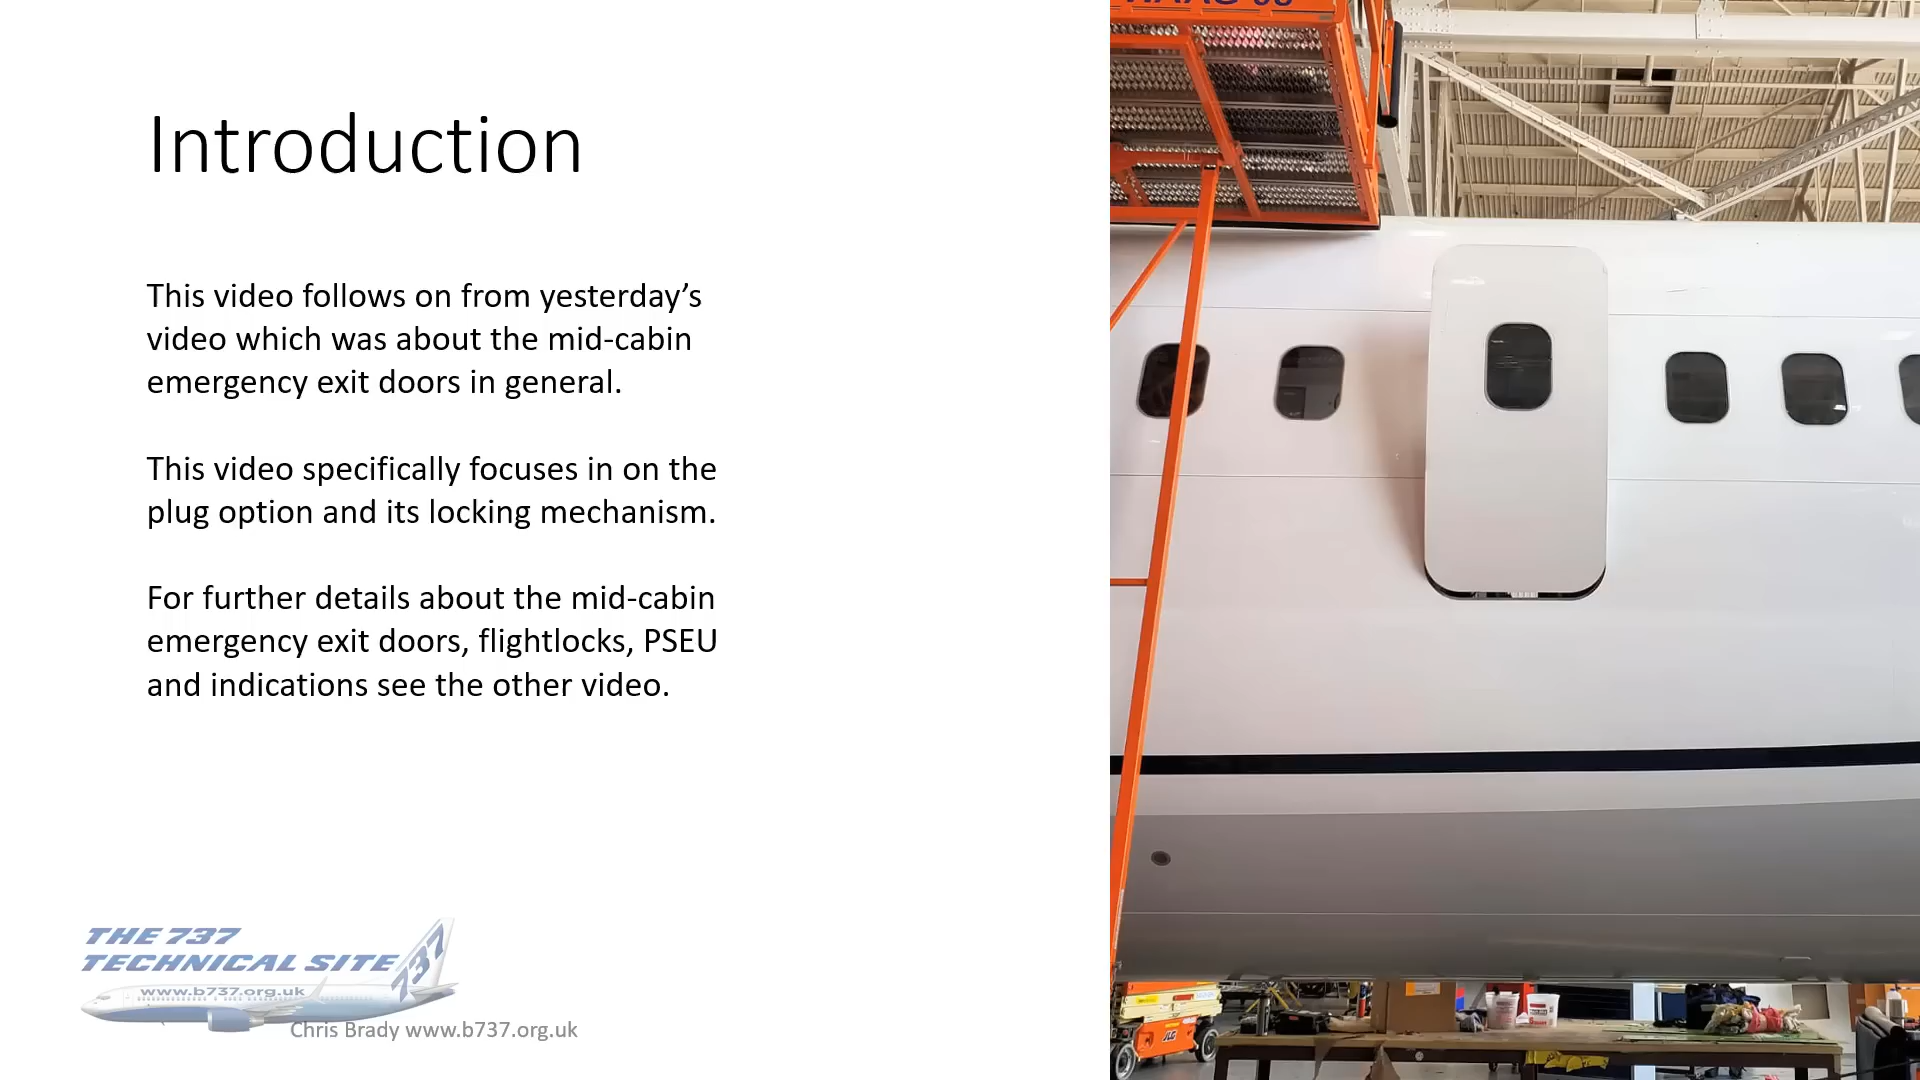 Introduction
This video follows on from yesterday’s
video which was about the mid-cabin
emergency exit doors in general.
This video specifically focuses in on the
plug option and its locking mechanism.
For further details about the mid-cabin
emergency exit doors, flightlocks, PSEU
and indications see the other video.
THE 737
TECHNICAL SITE
737
www.b737.org.uk
Chris Brady www.b737.org.uk
JLG